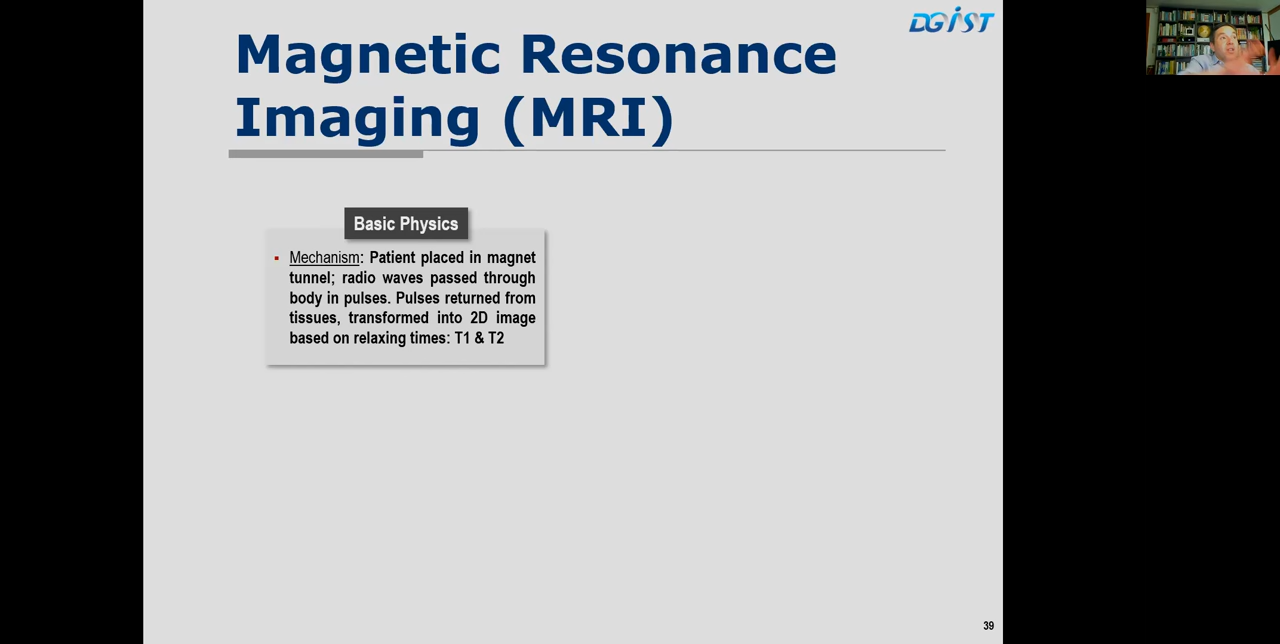 DGIST
Magnetic Resonance
Imaging (MRI)
Basic Physics
▪ Mechanism: Patient placed in magnet
tunnel; radio waves passed through
body in pulses. Pulses returned from
tissues, transformed into 2D image
based on relaxing times: T1 & T2
39